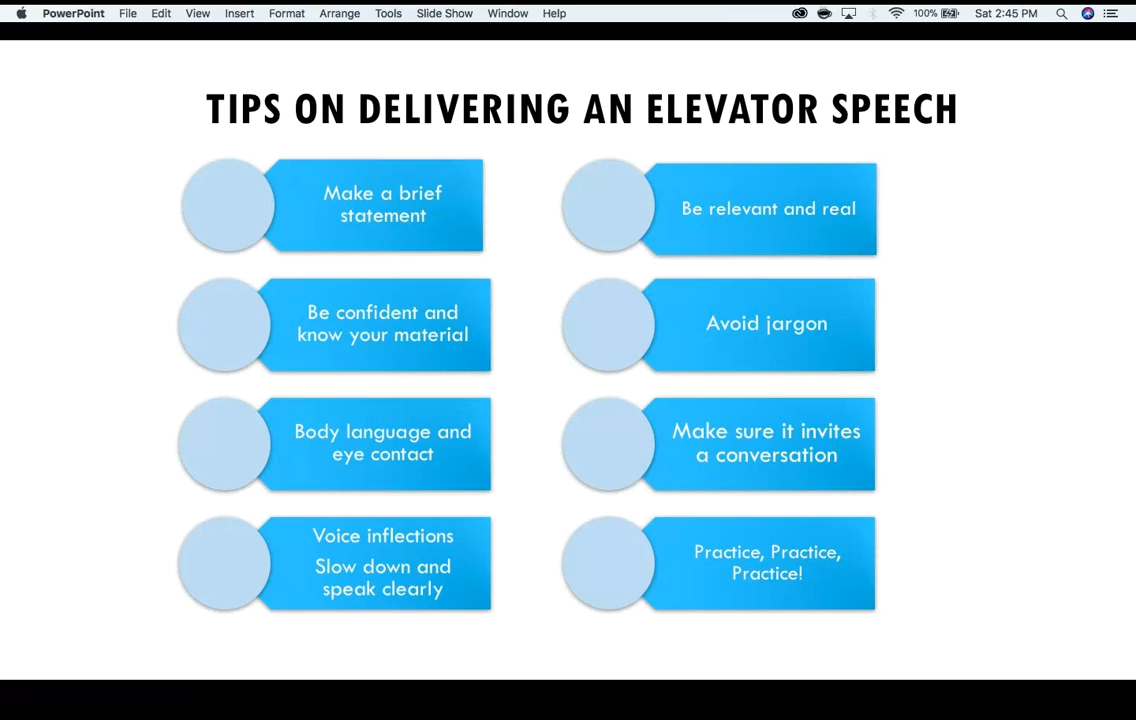 PowerPoint File Edit View Insert Format Arrange Tools Slide Show Window Help 100% Sat 2:45 PM
TIPS ON DELIVERING AN ELEVATOR SPEECH
Make a brief
statement
Be relevant and real
Be confident and
know your material
Avoid jargon
Body language and
eye contact
Make sure it invites
a conversation
Voice inflections
Slow down and
speak clearly
Practice, Practice,
Practice!